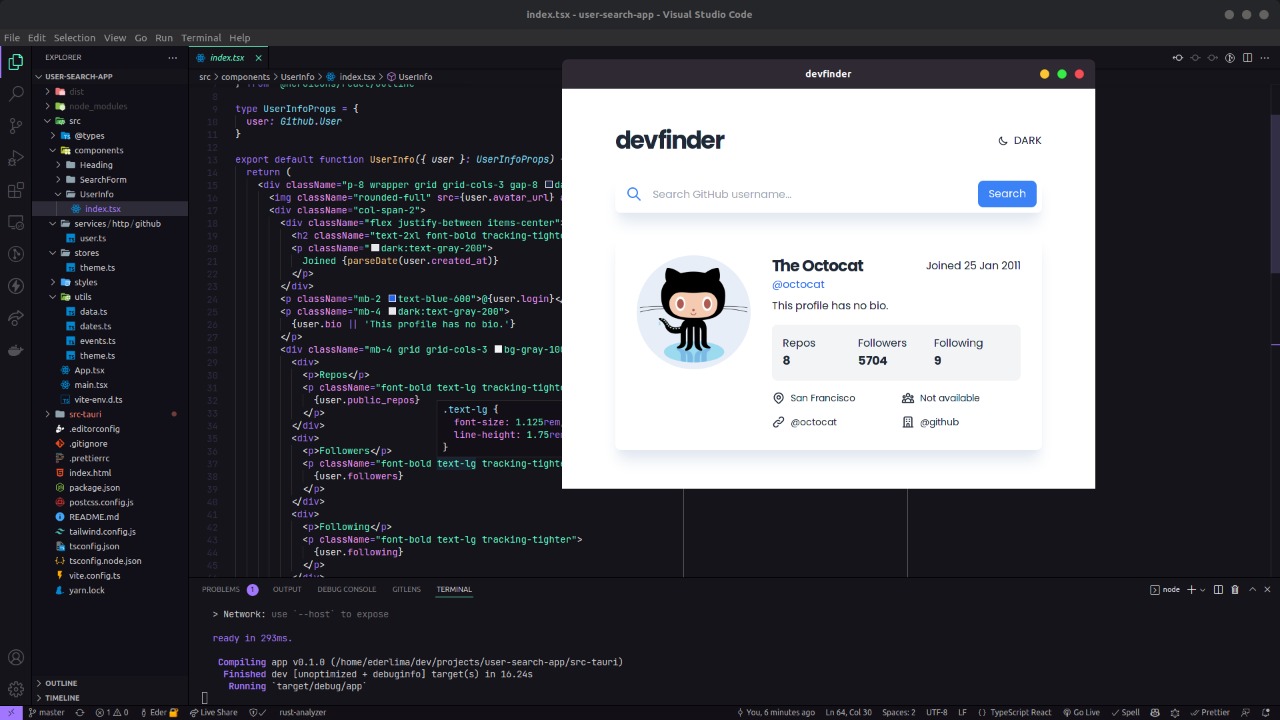 index.tsx - user-search-app - Visual Studio Code
File Edit Selection View Go Run Terminal Help
EXPLORER
USER-SEARCH-APP
dist
node_modules
src
@types
components
Heading
SearchForm
UserInfo
index.tsx
services/http/github
user.ts
stores
theme.ts
styles
utils
data.ts
dates.ts
events.ts
theme.ts
App.tsx
main.tsx
vite-env.d.ts
src-tauri
.editorconfig
.gitignore
.prettierrc
index.html
package.json
postcss.config.js
README.md
tailwind.config.js
tsconfig.json
tsconfig.node.json
vite.config.ts
yarn.lock
OUTLINE
TIMELINE
index.tsx
src > components > UserInfo > index.tsx > UserInfo
8 } from '@heroicons/react/outline'
9 type UserInfoProps = {
10 user: Github.User
11 }
12
13 export default function UserInfo({ user }: UserInfoProps) {
14 return (
15 <div className="p-8 wrapper grid grid-cols-3 gap-8 da
16 <img className="rounded-full" src={user.avatar_url} a
17 <div className="col-span-2">
18 <div className="flex justify-between items-center">
19 <h2 className="text-2xl font-bold tracking-tighte
20 <p className="dark:text-gray-200">
21 Joined {parseDate(user.created_at)}
22 </p>
23 </div>
24 <p className="mb-2 text-blue-600">@{user.login}</
25 <p className="mb-4 dark:text-gray-200">
26 {user.bio || 'This profile has no bio.'}
27 </p>
28 <div className="mb-4 grid grid-cols-3 bg-gray-100
29 <div>
30 <p>Repos</p>
31 <p className="font-bold text-lg tracking-tighte
32 {user.public_repos}
33 </p>
34 </div>
35 <div>
36 <p>Followers</p>
37 <p className="font-bold text-lg tracking-tighte
38 {user.followers}
39 </p>
40 </div>
41 <div>
42 <p>Following</p>
43 <p className="font-bold text-lg tracking-tighter">
44 {user.following}
45 </p>
.text-lg {
font-size: 1.125rem
line-height: 1.75rem
}
devfinder
devfinder
DARK
Search GitHub username...
Search
The Octocat
Joined 25 Jan 2011
@octocat
This profile has no bio.
Repos Followers Following
8 5704 9
San Francisco Not available
@octocat @github
PROBLEMS 1 OUTPUT DEBUG CONSOLE GITLENS TERMINAL
node
> Network: use `--host` to expose
ready in 293ms.
Compiling app v0.1.0 (/home/ederlima/dev/projects/user-search-app/src-tauri)
Finished dev [unoptimized + debuginfo] target(s) in 16.24s
Running `target/debug/app`
master 1 0 Eder Live Share rust-analyzer You, 6 minutes ago Ln 64, Col 30 Spaces: 2 UTF-8 LF {} TypeScript React Go Live Spell Prettier